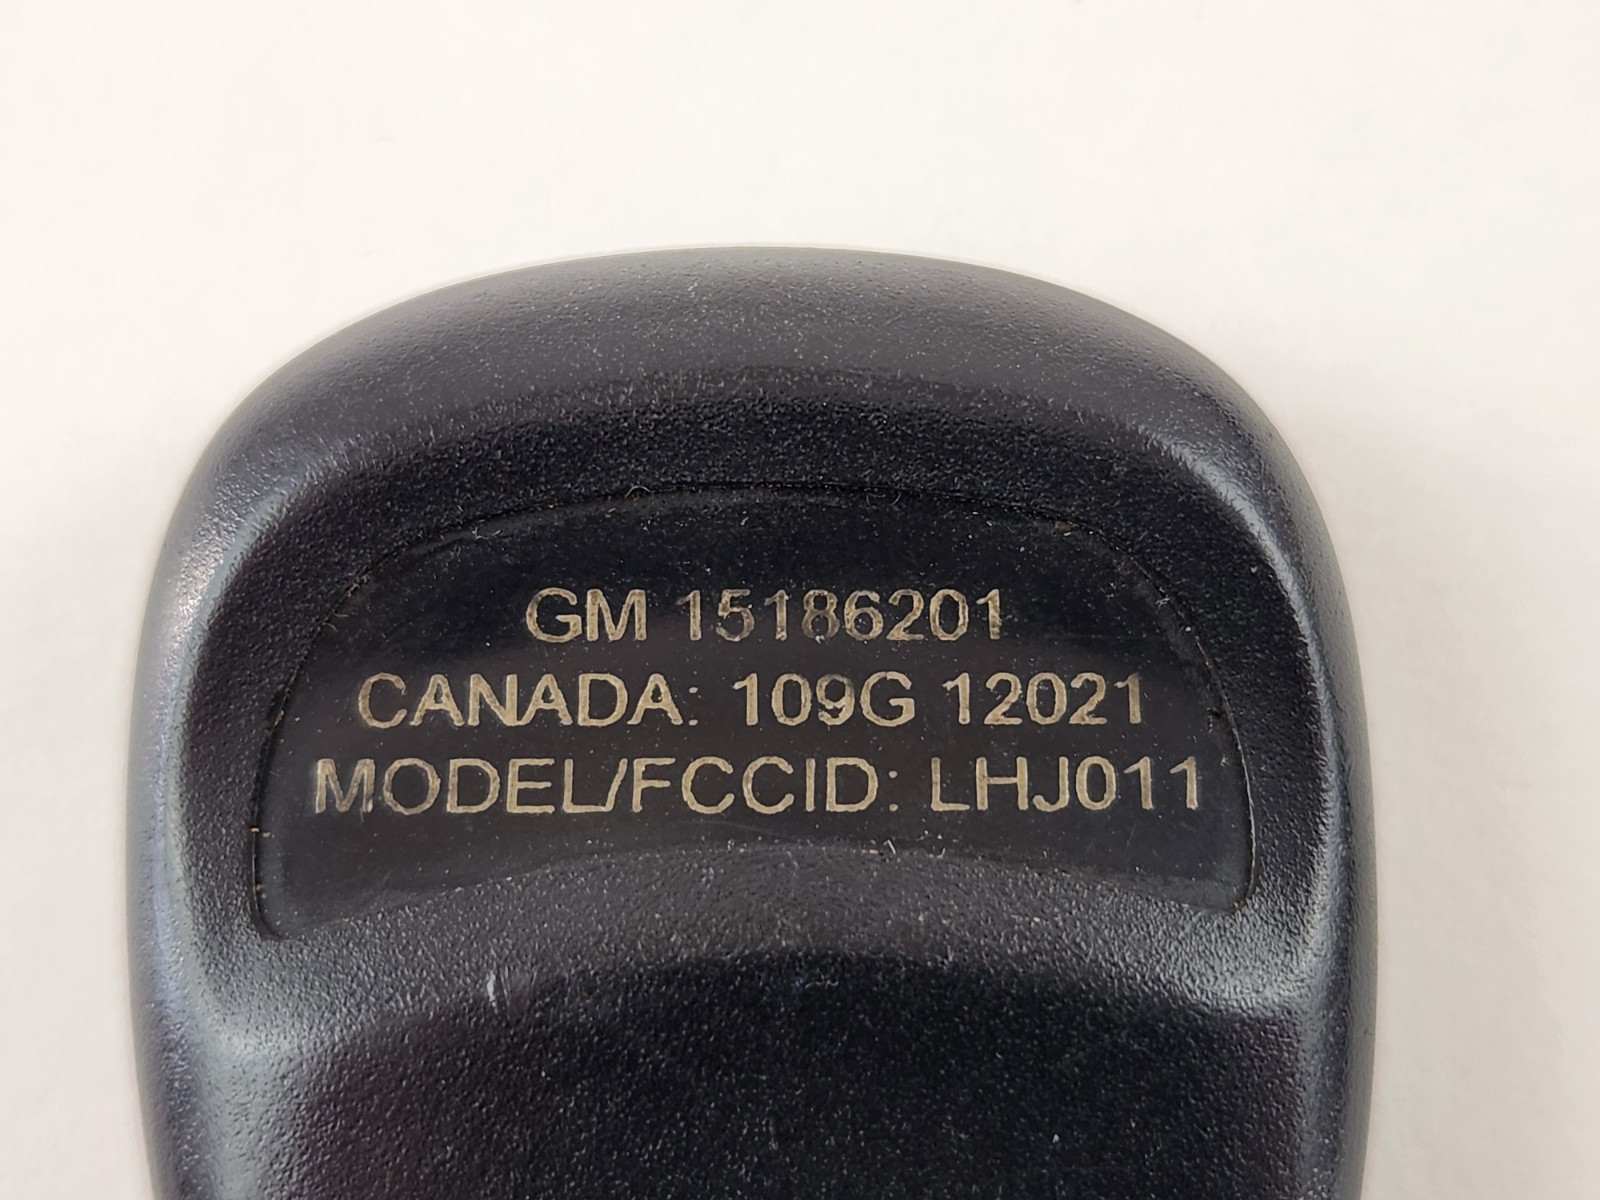 GM 15186201
CANADA: 109G 12021
MODEL/FCCID: LHJ011